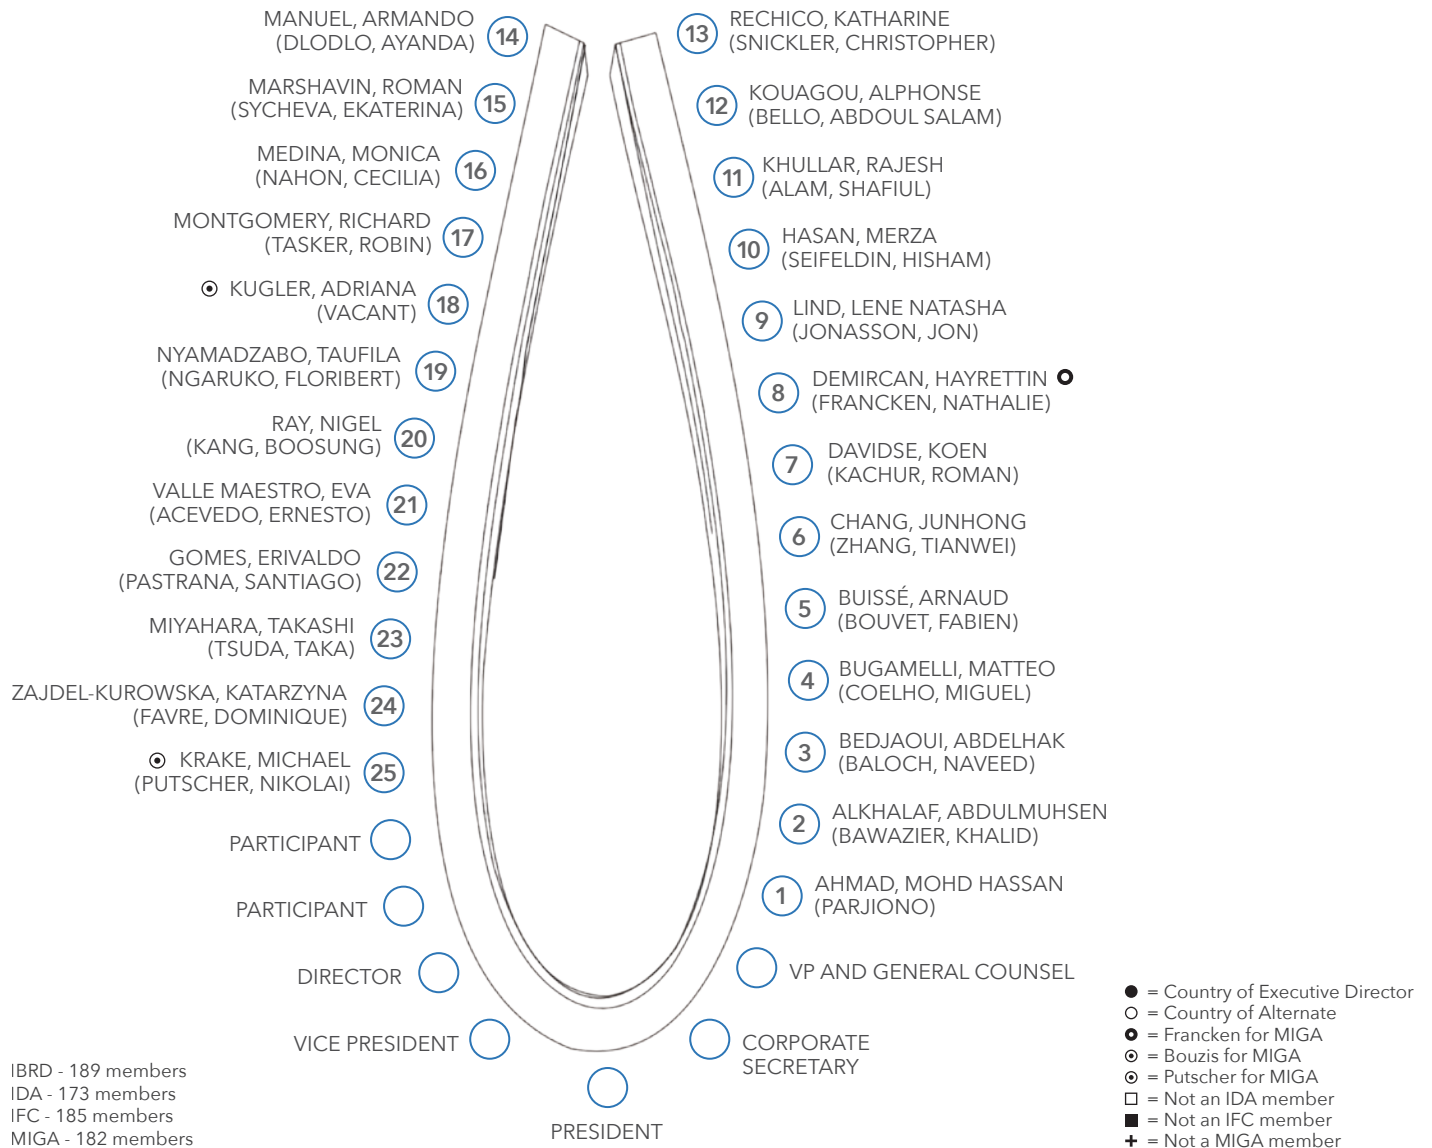 MANUEL, ARMANDO
(DLODLO, AYANDA)
14
MARSHAVIN, ROMAN
(SYCHEVA, EKATERINA)
15
MEDINA, MONICA
(NAHON, CECILIA)
16
MONTGOMERY, RICHARD
(TASKER, ROBIN)
17
KUGLER, ADRIANA
(VACANT)
18
NYAMADZABO, TAUFILA
(NGARUKO, FLORIBERT)
19
RAY, NIGEL
(KANG, BOOSUNG)
20
VALLE MAESTRO, EVA
(ACEVEDO, ERNESTO)
21
GOMES, ERIVALDO
(PASTRANA, SANTIAGO)
22
MIYAHARA, TAKASHI
(TSUDA, TAKA)
23
ZAJDEL-KUROWSKA, KATARZYNA
(FAVRE, DOMINIQUE)
24
KRAKE, MICHAEL
(PUTSCHER, NIKOLAI)
25
PARTICIPANT
PARTICIPANT
DIRECTOR
VICE PRESIDENT
PRESIDENT
13
RECHICO, KATHARINE
(SNICKLER, CHRISTOPHER)
12
KOUAGOU, ALPHONSE
(BELLO, ABDOUL SALAM)
11
KHULLAR, RAJESH
(ALAM, SHAFIUL)
10
HASAN, MERZA
(SEIFELDIN, HISHAM)
9
LIND, LENE NATASHA
(JONASSON, JON)
8
DEMIRCAN, HAYRETTIN
(FRANCKEN, NATHALIE)
7
DAVIDSE, KOEN
(KACHUR, ROMAN)
6
CHANG, JUNHONG
(ZHANG, TIANWEI)
5
BUISSÉ, ARNAUD
(BOUVET, FABIEN)
4
BUGAMELLI, MATTEO
(COELHO, MIGUEL)
3
BEDJAOUI, ABDELHAK
(BALOCH, NAVEED)
2
ALKHALAF, ABDULMUHSEN
(BAWAZIER, KHALID)
1
AHMAD, MOHD HASSAN
(PARJIONO)
VP AND GENERAL COUNSEL
CORPORATE
SECRETARY
IBRD - 189 members
IDA - 173 members
IFC - 185 members
MIGA - 182 members
= Country of Executive Director
= Country of Alternate
= Francken for MIGA
= Bouzis for MIGA
= Putscher for MIGA
= Not an IDA member
= Not an IFC member
= Not a MIGA member